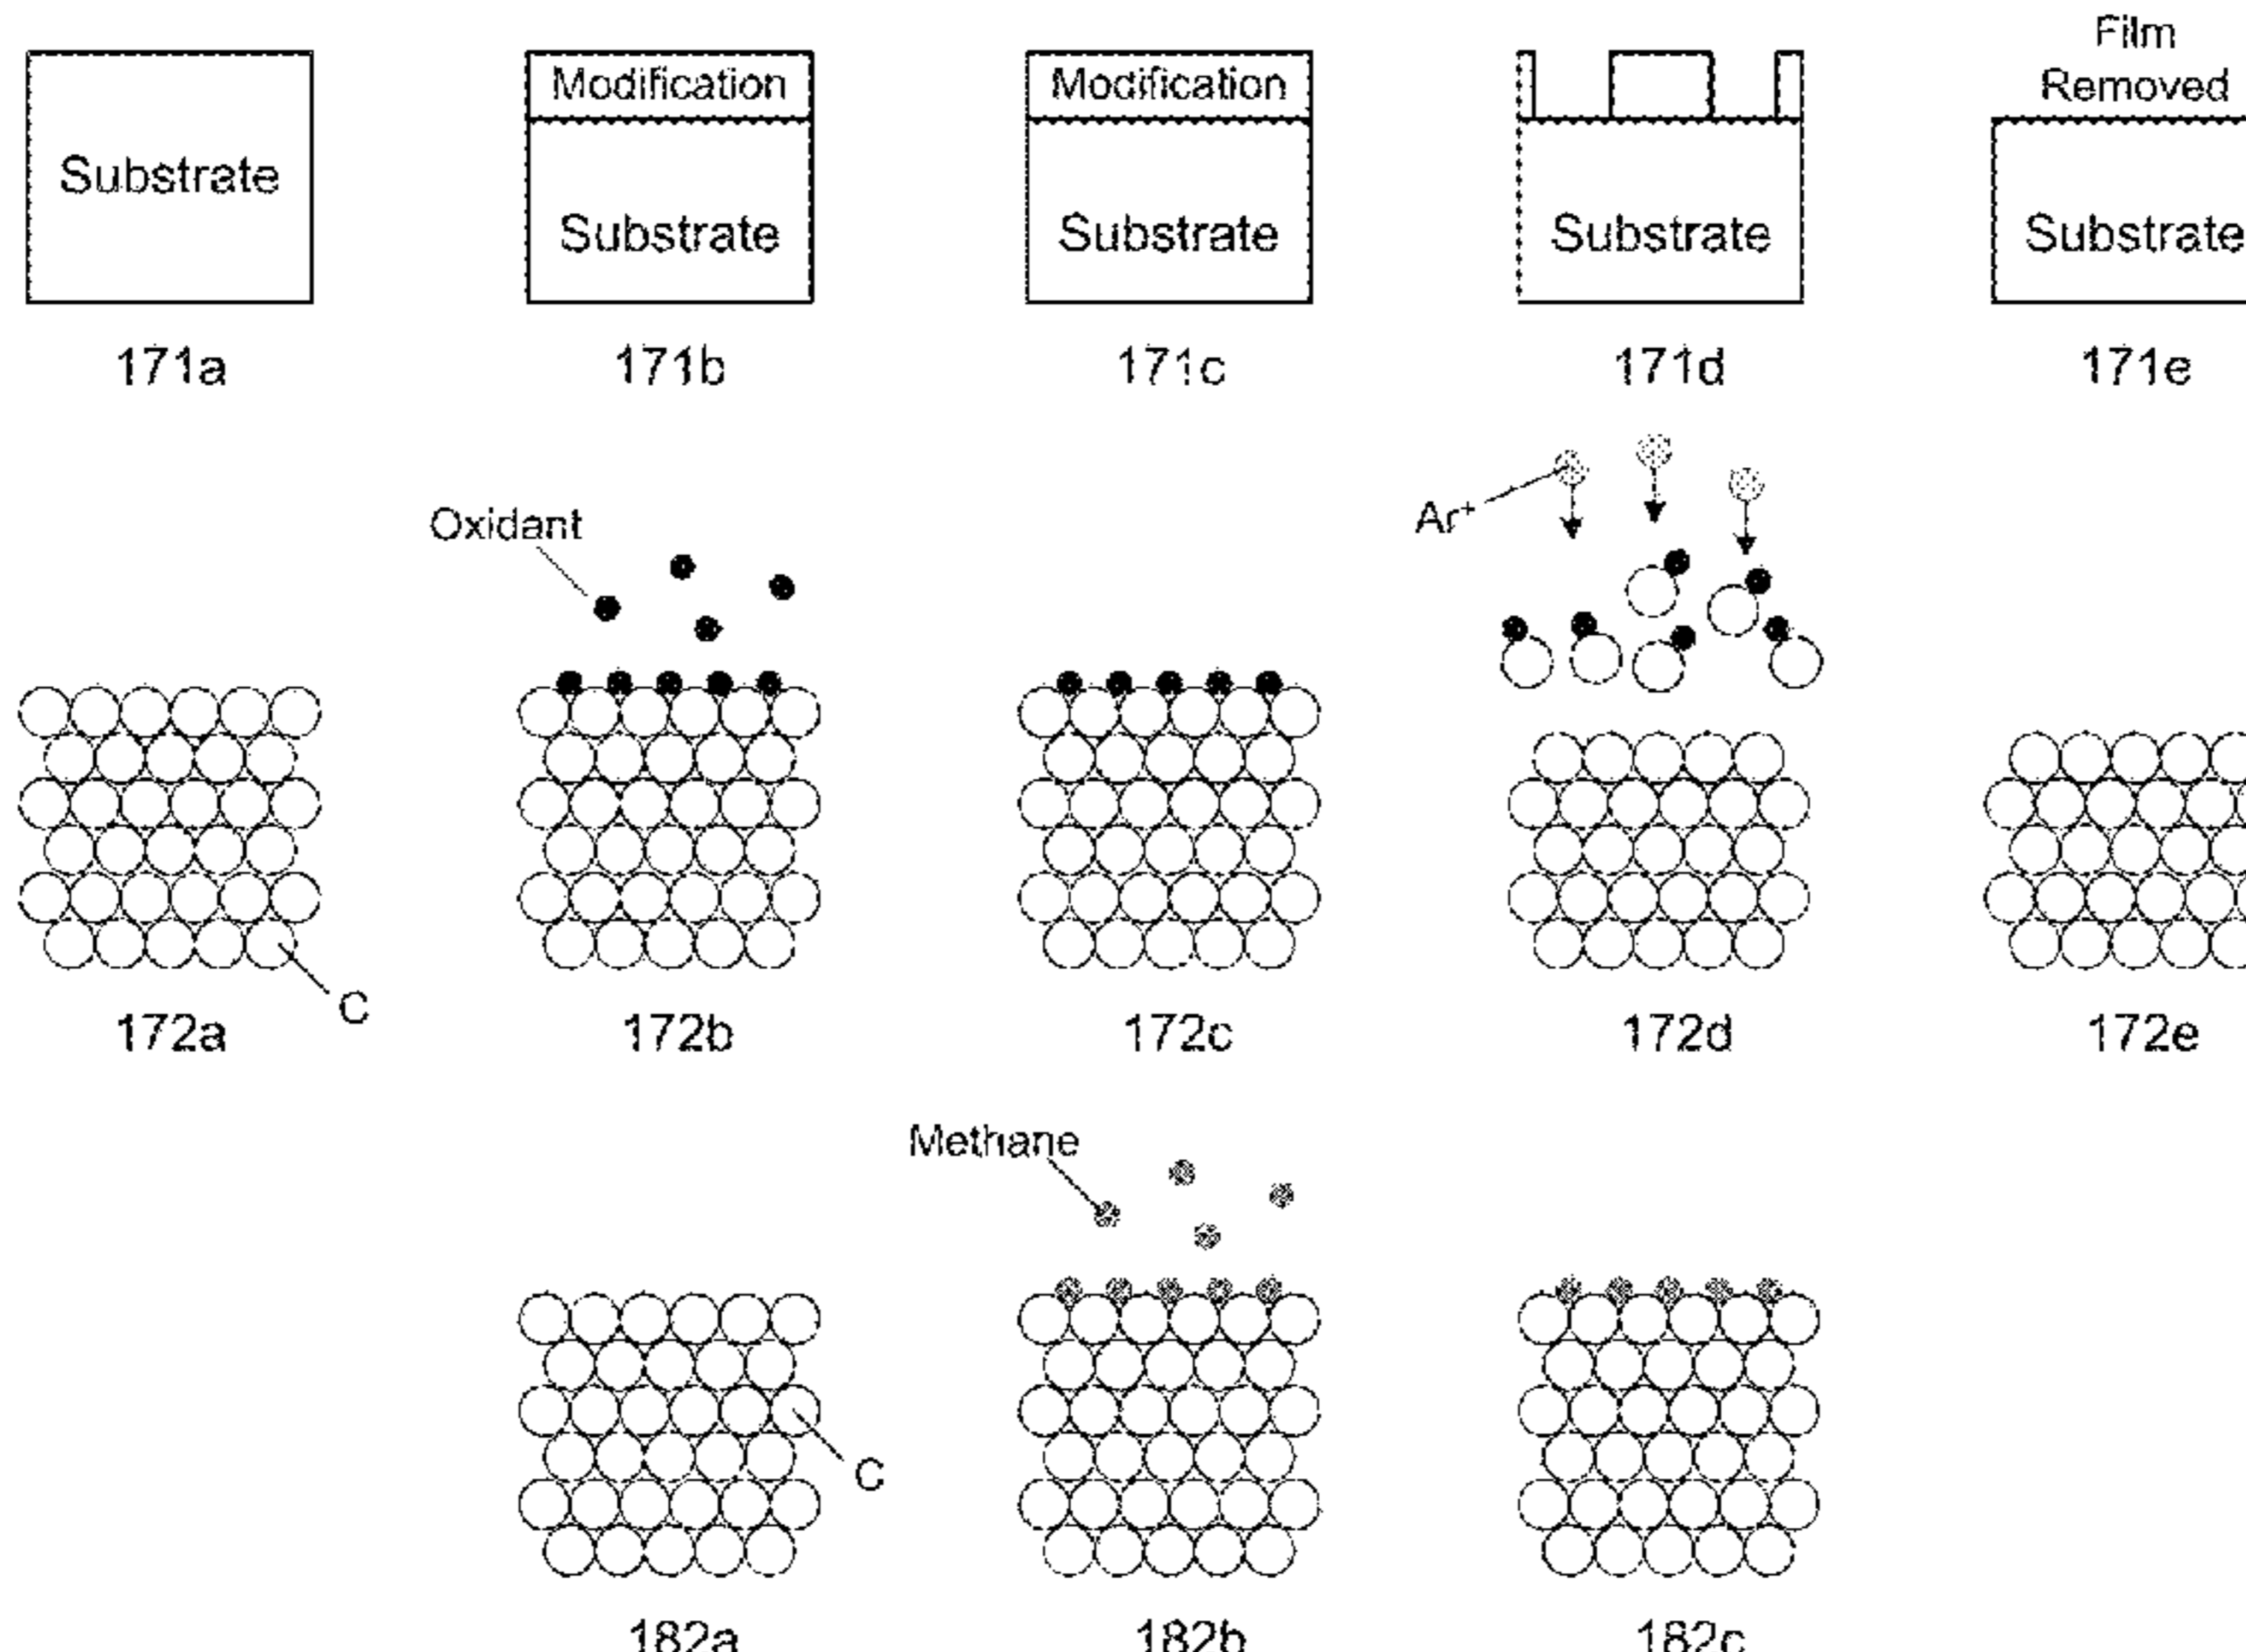 Film
Removed
Modification
Modification
Substrate
Substrate
Substrate
Substrate
Substrate
171a
171b
171c
171d
171e
Oxidant
Ar+
C
172a
172b
172c
172d
172e
Methane
C
182a
182b
182c